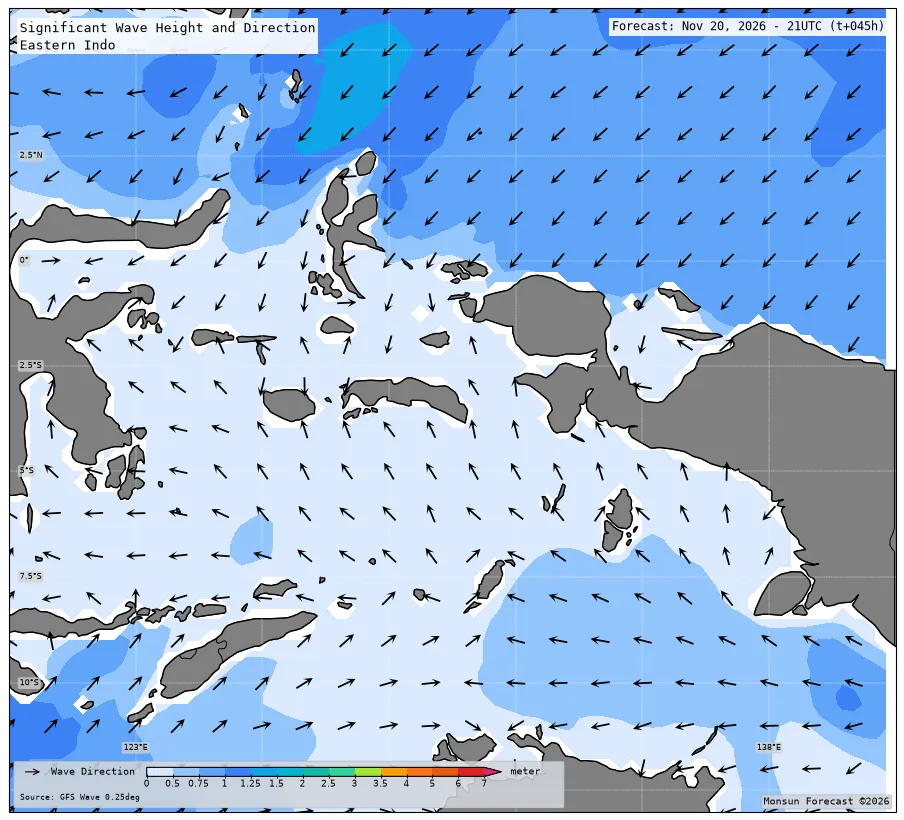 Significant Wave Height and Direction
Eastern Indo
Forecast: Nov 20, 2026 - 21UTC (t+045h)
2.5°N
0°
2.5°S
5°S
7.5°S
10°S
123°E
138°E
Wave Direction
meter
0 0.5 0.75 1 1.25 1.5 2 2.5 3 3.5 4 5 6 7
Source: GFS Wave 0.25deg
Monsun Forecast ©2026